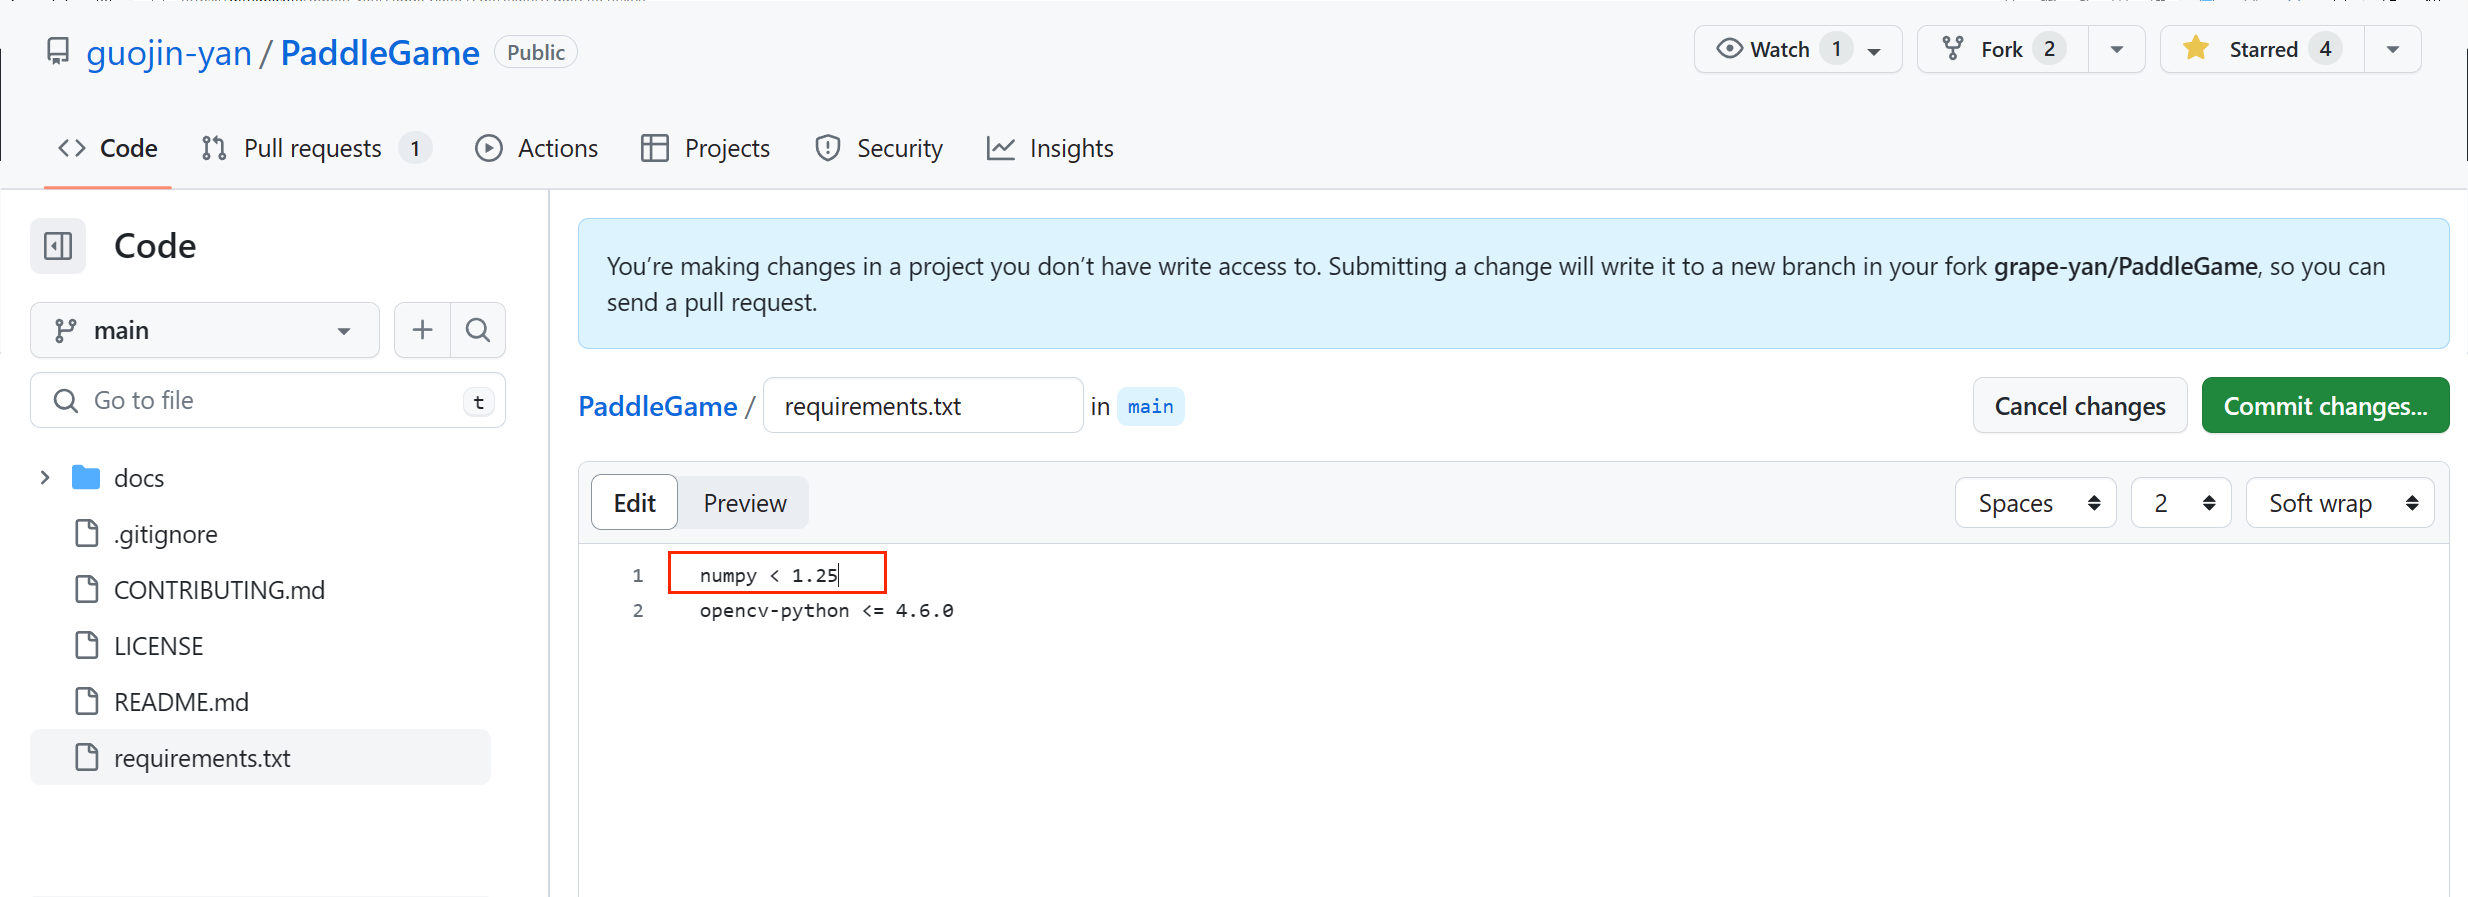 guojin-yan / PaddleGame Public
Watch 1
Fork 2
Starred 4
Code
Pull requests 1
Actions
Projects
Security
Insights
Code
main
Go to file t
docs
.gitignore
CONTRIBUTING.md
LICENSE
README.md
requirements.txt
You’re making changes in a project you don’t have write access to. Submitting a change will write it to a new branch in your fork grape-yan/PaddleGame, so you can
send a pull request.
PaddleGame / requirements.txt in main
Cancel changes
Commit changes...
Edit
Preview
Spaces
2
Soft wrap
1 numpy < 1.25
2 opencv-python <= 4.6.0